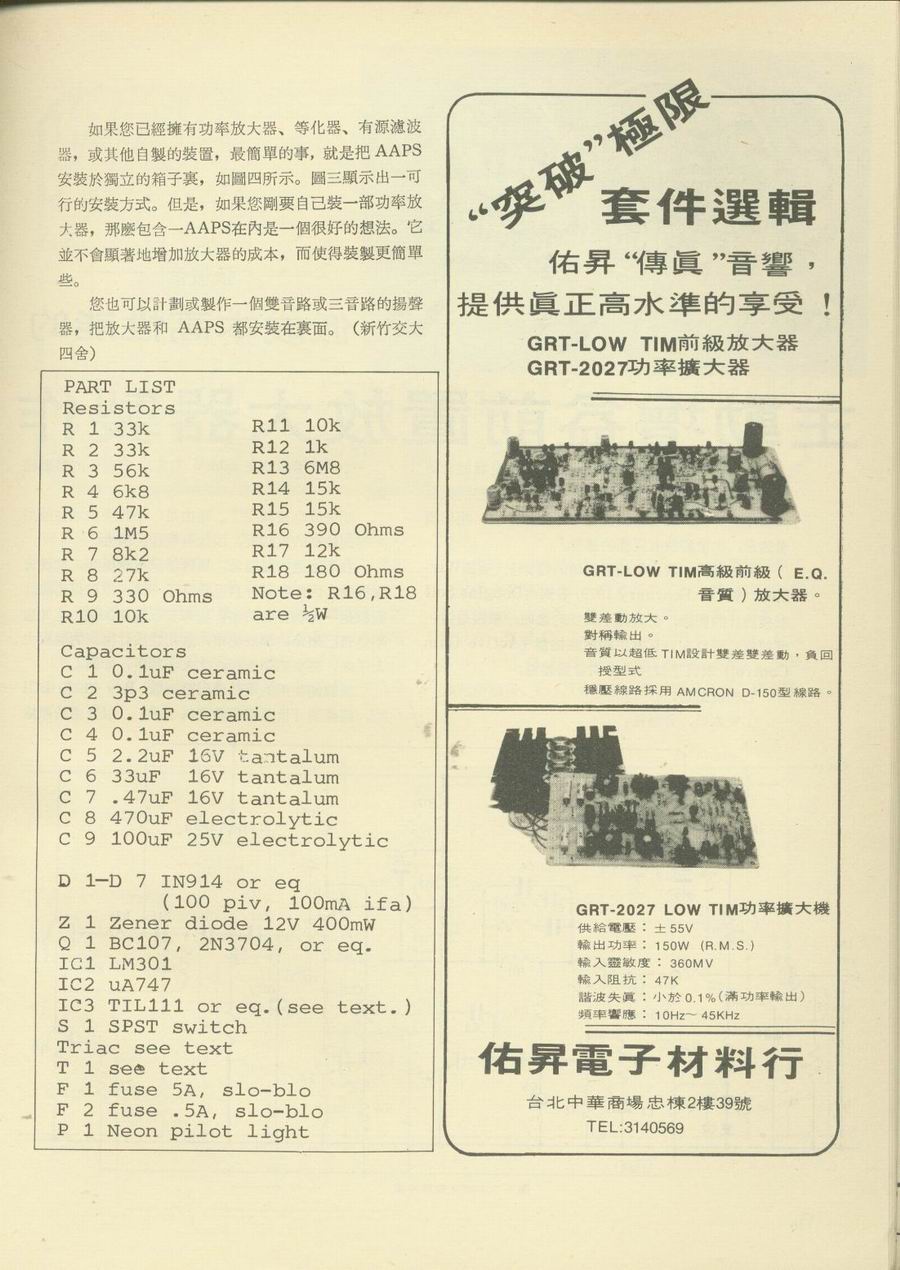 如果您已經擁有功率放大器、等化器、有源濾波
器，或其他自製的裝置，最簡單的事，就是把 AAPS
安裝於獨立的箱子裏，如圖四所示。圖三顯示出一可
行的安裝方式。但是，如果您剛要自己裝一部功率放
大器，那麼包含一AAPS在內是一個很好的想法。它
並不會顯著地增加放大器的成本，而使得裝製更簡單
些。
您也可以計劃或製作一個雙音路或三音路的揚聲
器，把放大器和 AAPS 都安裝在裏面。（新竹交大
四舍）
PART LIST
Resistors
R 1 33k
R 2 33k
R 3 56k
R 4 6k8
R 5 47k
R 6 1M5
R 7 8k2
R 8 27k
R 9 330 Ohms
R10 10k
R11 10k
R12 1k
R13 6M8
R14 15k
R15 15k
R16 390 Ohms
R17 12k
R18 180 Ohms
Note: R16,R18
are ½W
Capacitors
C 1 0.1uF ceramic
C 2 3p3 ceramic
C 3 0.1uF ceramic
C 4 0.1uF ceramic
C 5 2.2uF 16V tantalum
C 6 33uF 16V tantalum
C 7 .47uF 16V tantalum
C 8 470uF electrolytic
C 9 100uF 25V electrolytic
D 1—D 7 IN914 or eq
(100 piv, 100mA ifa)
Z 1 Zener diode 12V 400mW
Q 1 BC107, 2N3704, or eq.
IC1 LM301
IC2 uA747
IC3 TIL111 or eq.(see text.)
S 1 SPST switch
Triac see text
T 1 see text
F 1 fuse 5A, slo-blo
F 2 fuse .5A, slo-blo
P 1 Neon pilot light
“突破”極限
套件選輯
佑昇“傳眞”音響，
提供眞正高水準的享受！
GRT-LOW TIM前級放大器
GRT-2027功率擴大器
GRT-LOW TIM高級前級（E.Q.
音質）放大器。
雙差動放大。
對稱輸出。
音質以超低TIM設計雙差雙差動，負回
授型式
穩壓線路採用 AMCRON D-150型線路。
GRT-2027 LOW TIM功率擴大機
供給電壓：±55V
輸出功率：150W (R.M.S.)
輸入靈敏度：360MV
輸入阻抗：47K
諧波失眞：小於0.1%（滿功率輸出）
頻率響應：10Hz～45KHz
佑昇電子材料行
台北中華商場忠棟2樓39號
TEL:3140569